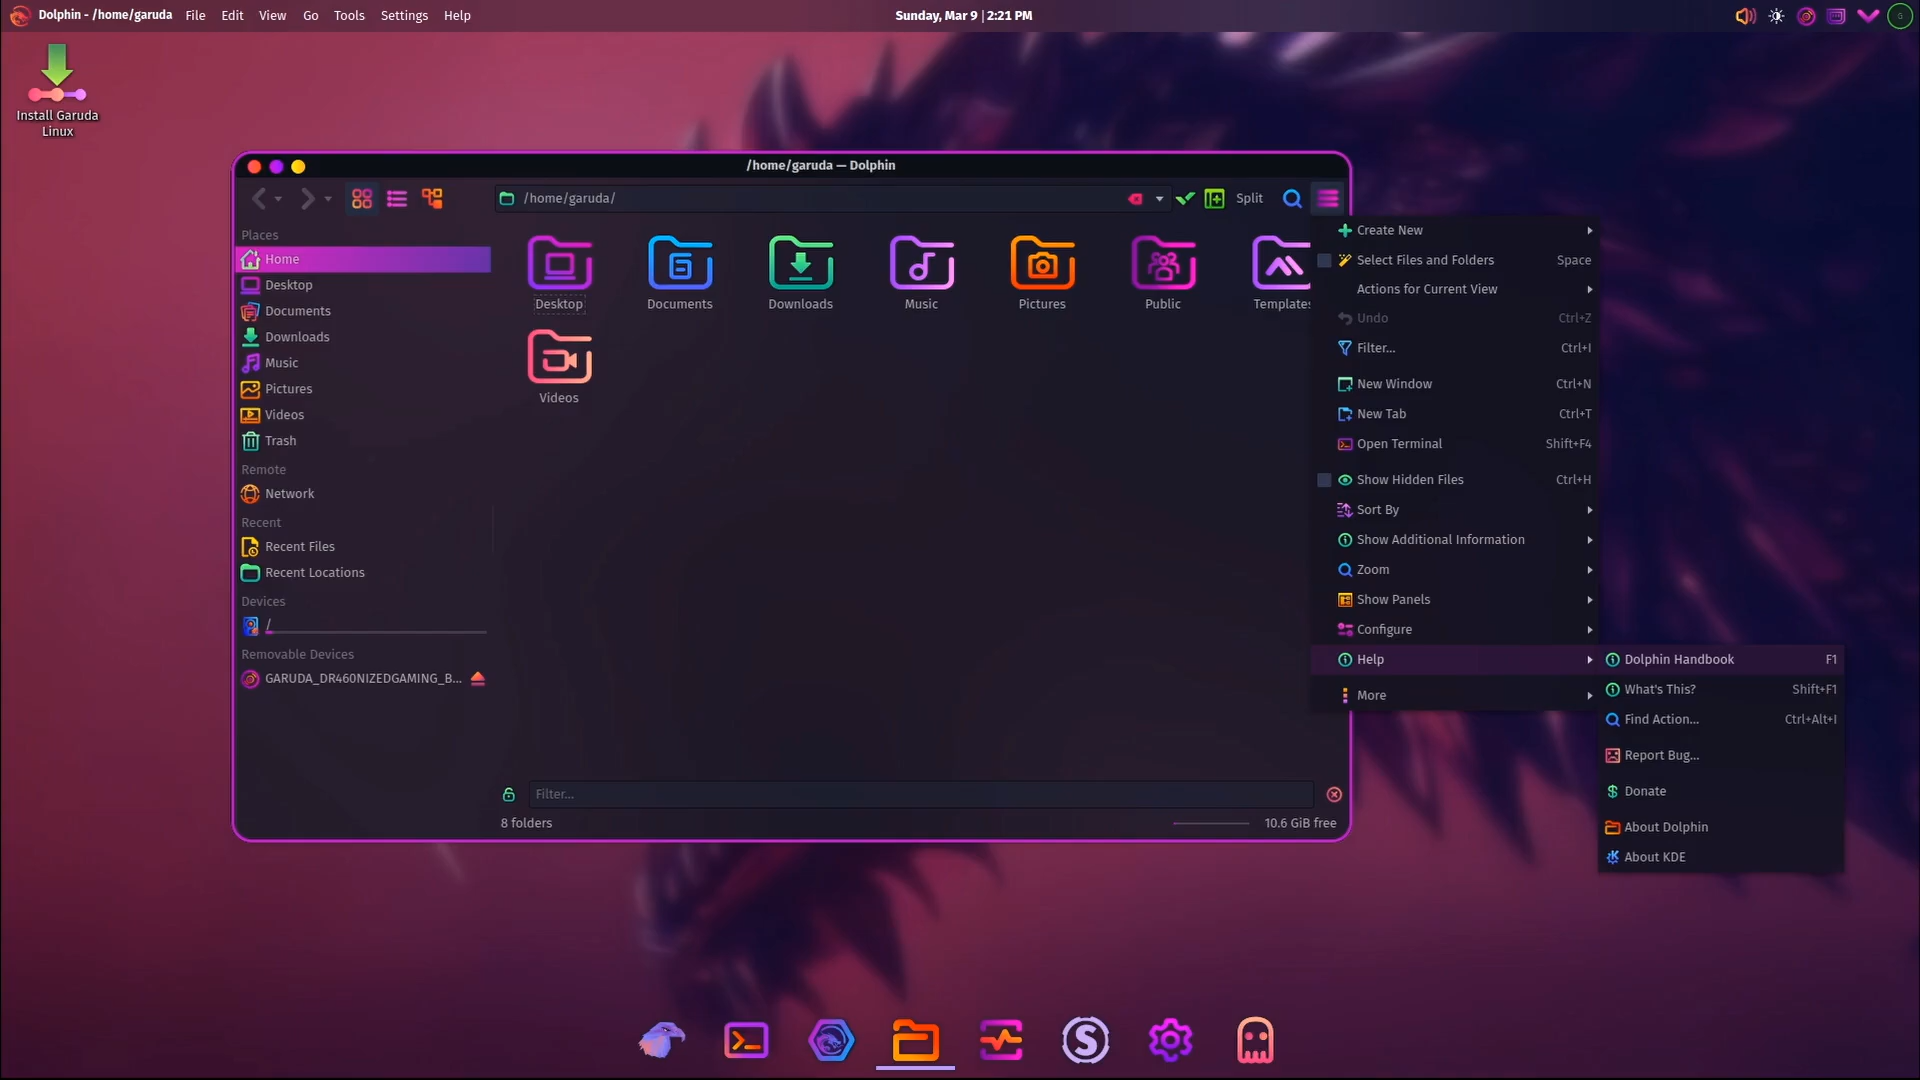 Dolphin - /home/garuda
File
Edit
View
Go
Tools
Settings
Help
Sunday, Mar 9 | 2:21 PM
Install Garuda
Linux
/home/garuda — Dolphin
/home/garuda/
Split
Places
Home
Desktop
Documents
Downloads
Music
Pictures
Videos
Trash
Remote
Network
Recent
Recent Files
Recent Locations
Devices
/
Removable Devices
GARUDA_DR460NIZEDGAMING_B...
Desktop
Documents
Downloads
Music
Pictures
Public
Templates
Videos
Filter...
8 folders
10.6 GiB free
Create New
Select Files and Folders Space
Actions for Current View
Undo Ctrl+Z
Filter... Ctrl+I
New Window Ctrl+N
New Tab Ctrl+T
Open Terminal Shift+F4
Show Hidden Files Ctrl+H
Sort By
Show Additional Information
Zoom
Show Panels
Configure
Help
More
Dolphin Handbook F1
What's This? Shift+F1
Find Action... Ctrl+Alt+I
Report Bug...
Donate
About Dolphin
About KDE